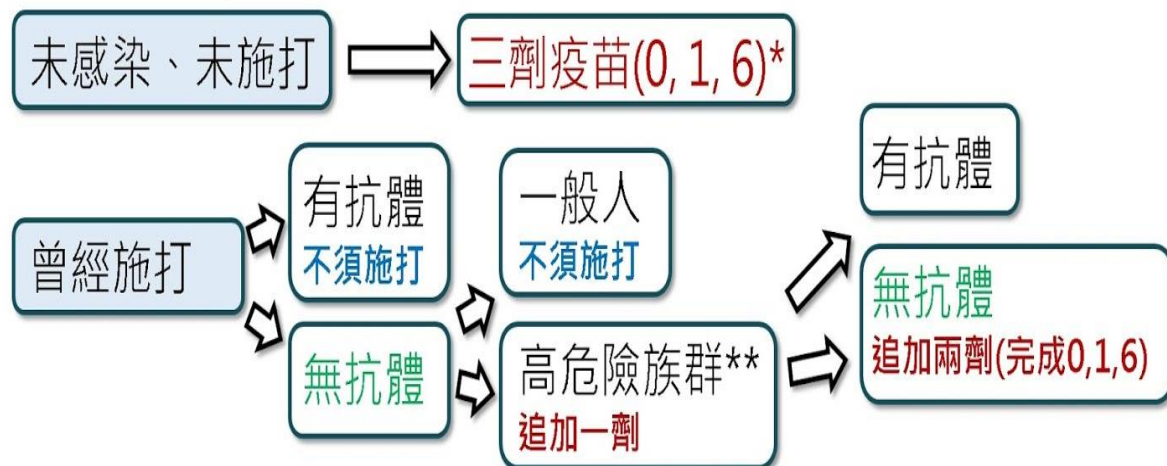 未感染、未施打
三劑疫苗(0, 1, 6)*
曾經施打
有抗體
不須施打
無抗體
一般人
不須施打
高危險族群**
追加一劑
有抗體
無抗體
追加兩劑(完成0,1,6)